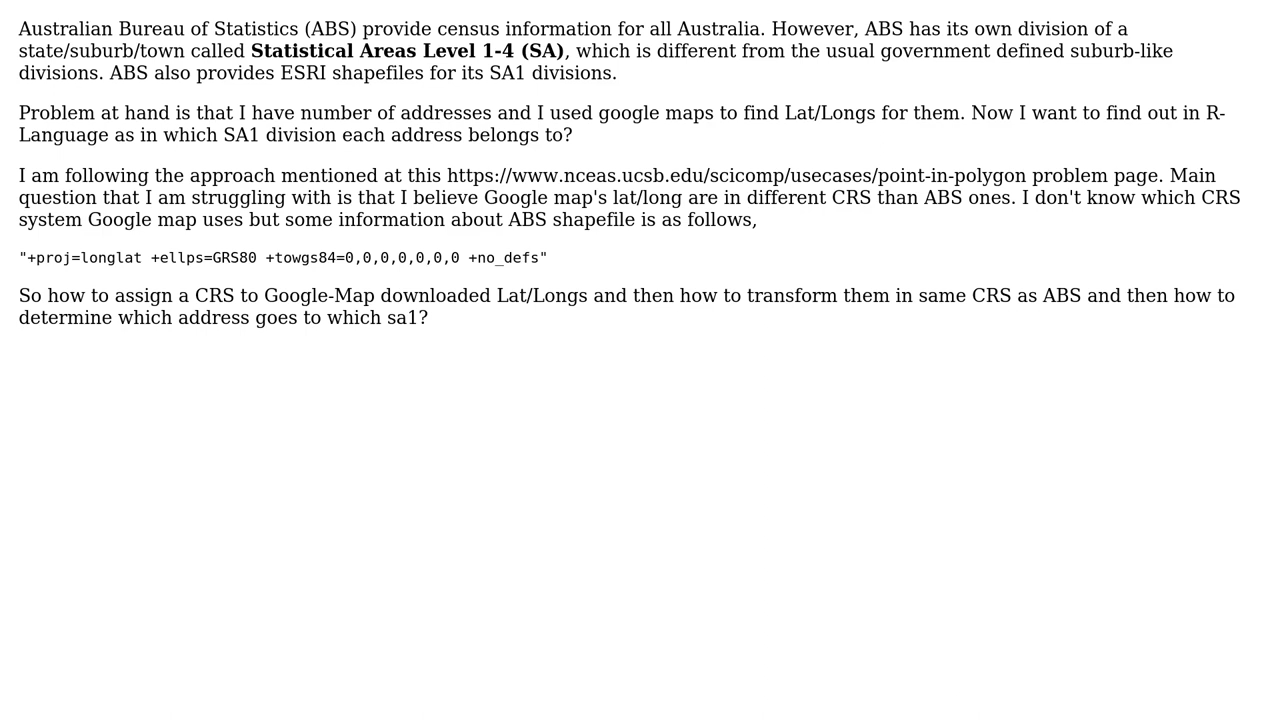 Australian Bureau of Statistics (ABS) provide census information for all Australia. However, ABS has its own division of a
state/suburb/town called Statistical Areas Level 1-4 (SA), which is different from the usual government defined suburb-like
divisions. ABS also provides ESRI shapefiles for its SA1 divisions.
Problem at hand is that I have number of addresses and I used google maps to find Lat/Longs for them. Now I want to find out in R-
Language as in which SA1 division each address belongs to?
I am following the approach mentioned at this https://www.nceas.ucsb.edu/scicomp/usecases/point-in-polygon problem page. Main
question that I am struggling with is that I believe Google map's lat/long are in different CRS than ABS ones. I don't know which CRS
system Google map uses but some information about ABS shapefile is as follows,
"+proj=longlat +ellps=GRS80 +towgs84=0,0,0,0,0,0,0 +no_defs"
So how to assign a CRS to Google-Map downloaded Lat/Longs and then how to transform them in same CRS as ABS and then how to
determine which address goes to which sa1?